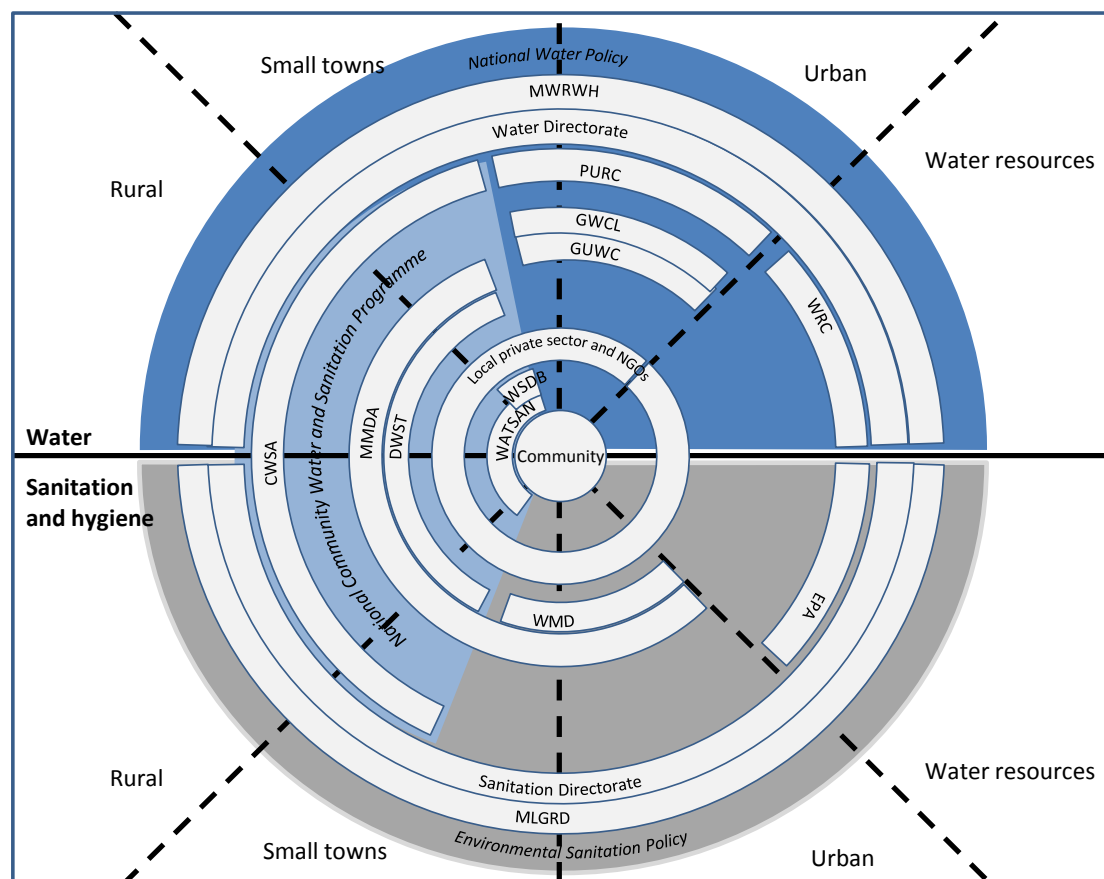 Small towns
National Water Policy
Urban
MWRWH
Water Directorate
Rural
PURC
Water resources
GWCL
GUWC
National Community Water and Sanitation Programme
WRC
Local private sector and NGOs
WSDB
WATSAN
CWSA
MMDA
DWST
Community
Water
Sanitation
and hygiene
EPA
WMD
Rural
Sanitation Directorate
Water resources
MLGRD
Environmental Sanitation Policy
Small towns
Urban